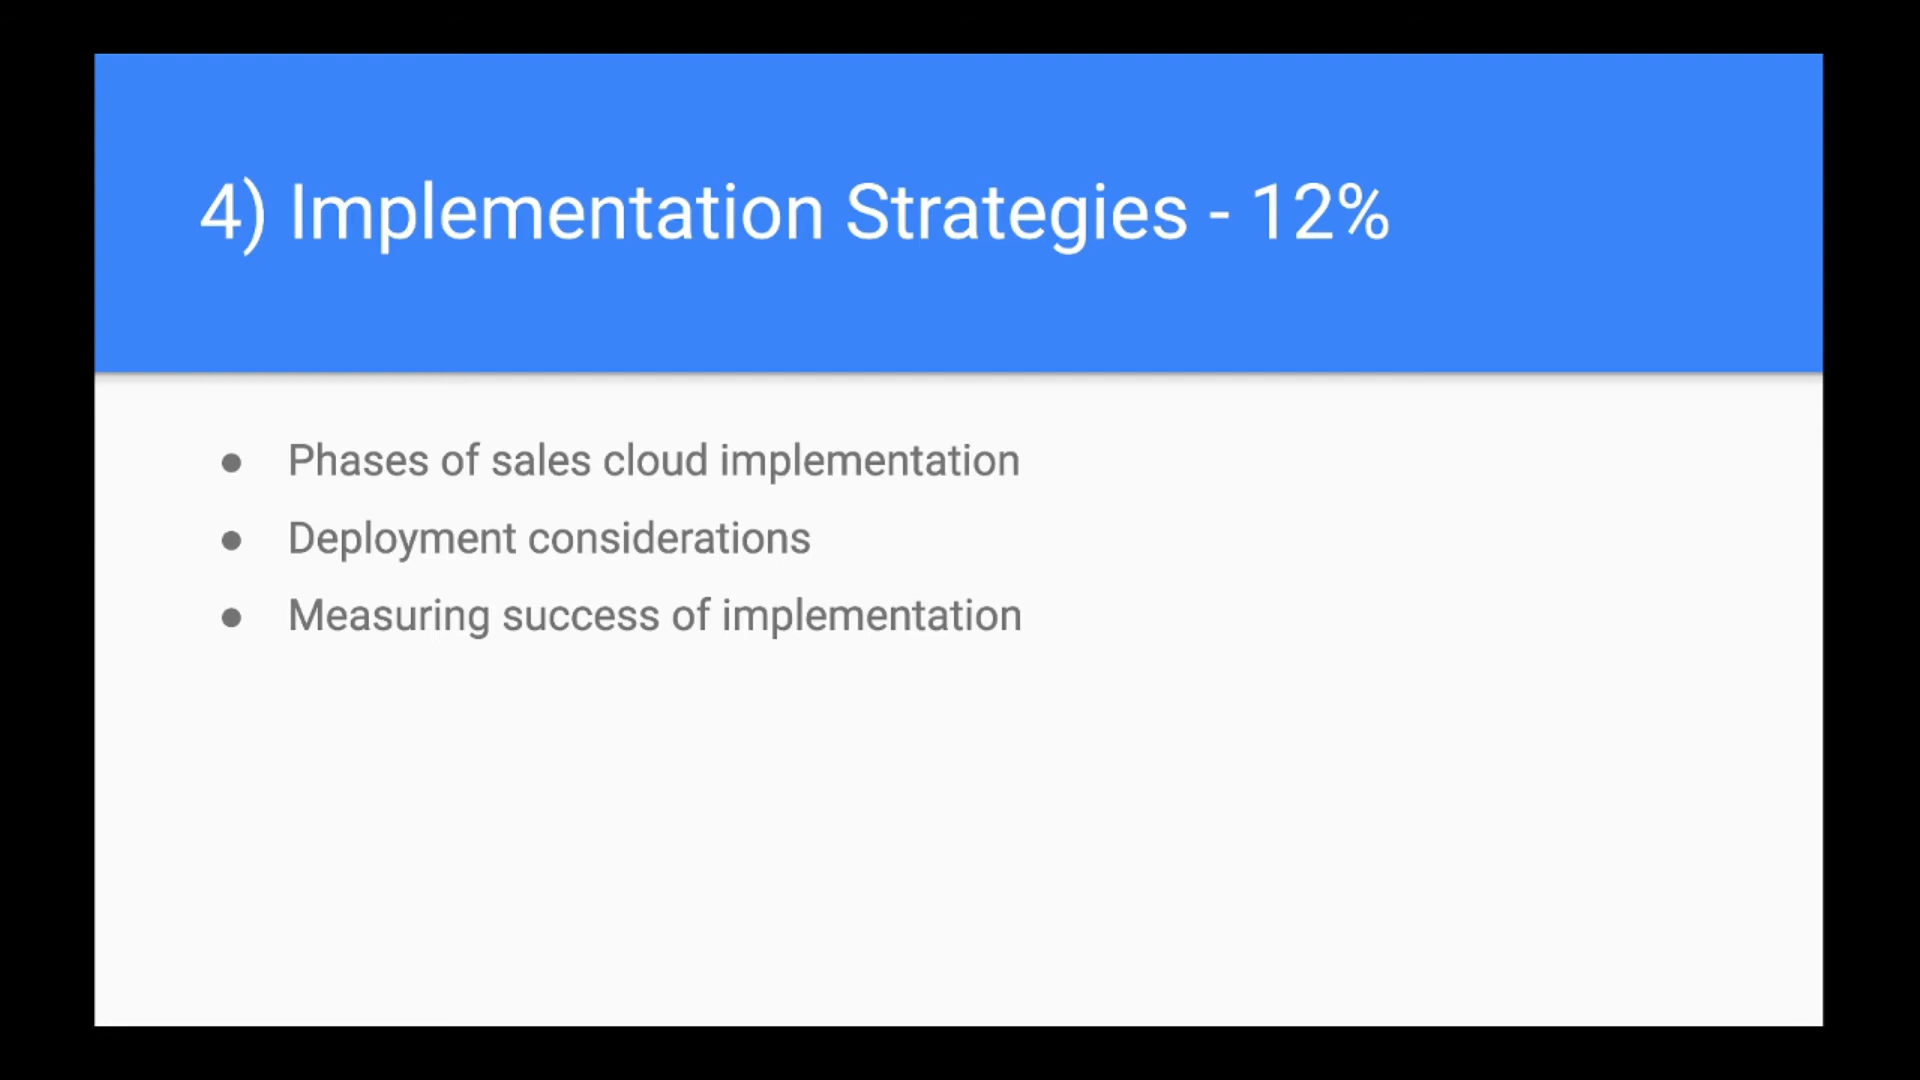 4) Implementation Strategies - 12%
● Phases of sales cloud implementation
● Deployment considerations
● Measuring success of implementation